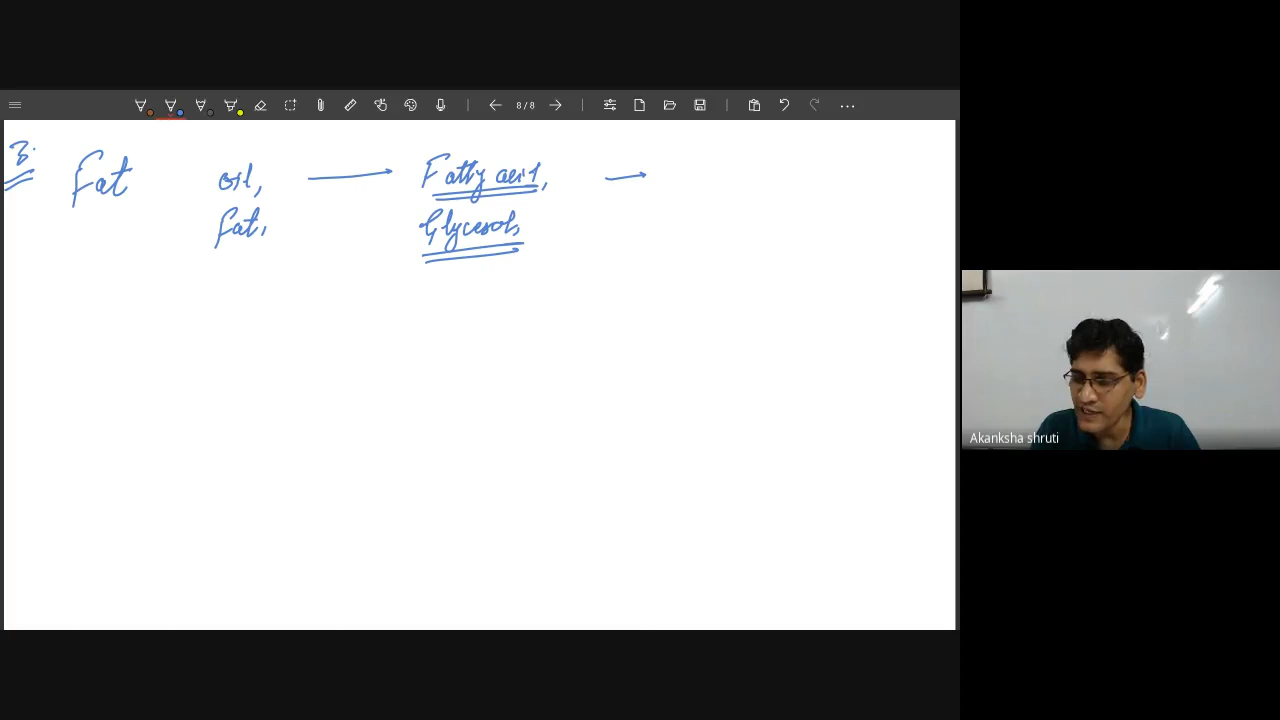 8/8
3.
Fat oil, → Fatty acid, →
fat, Glycerol,
Akanksha shruti